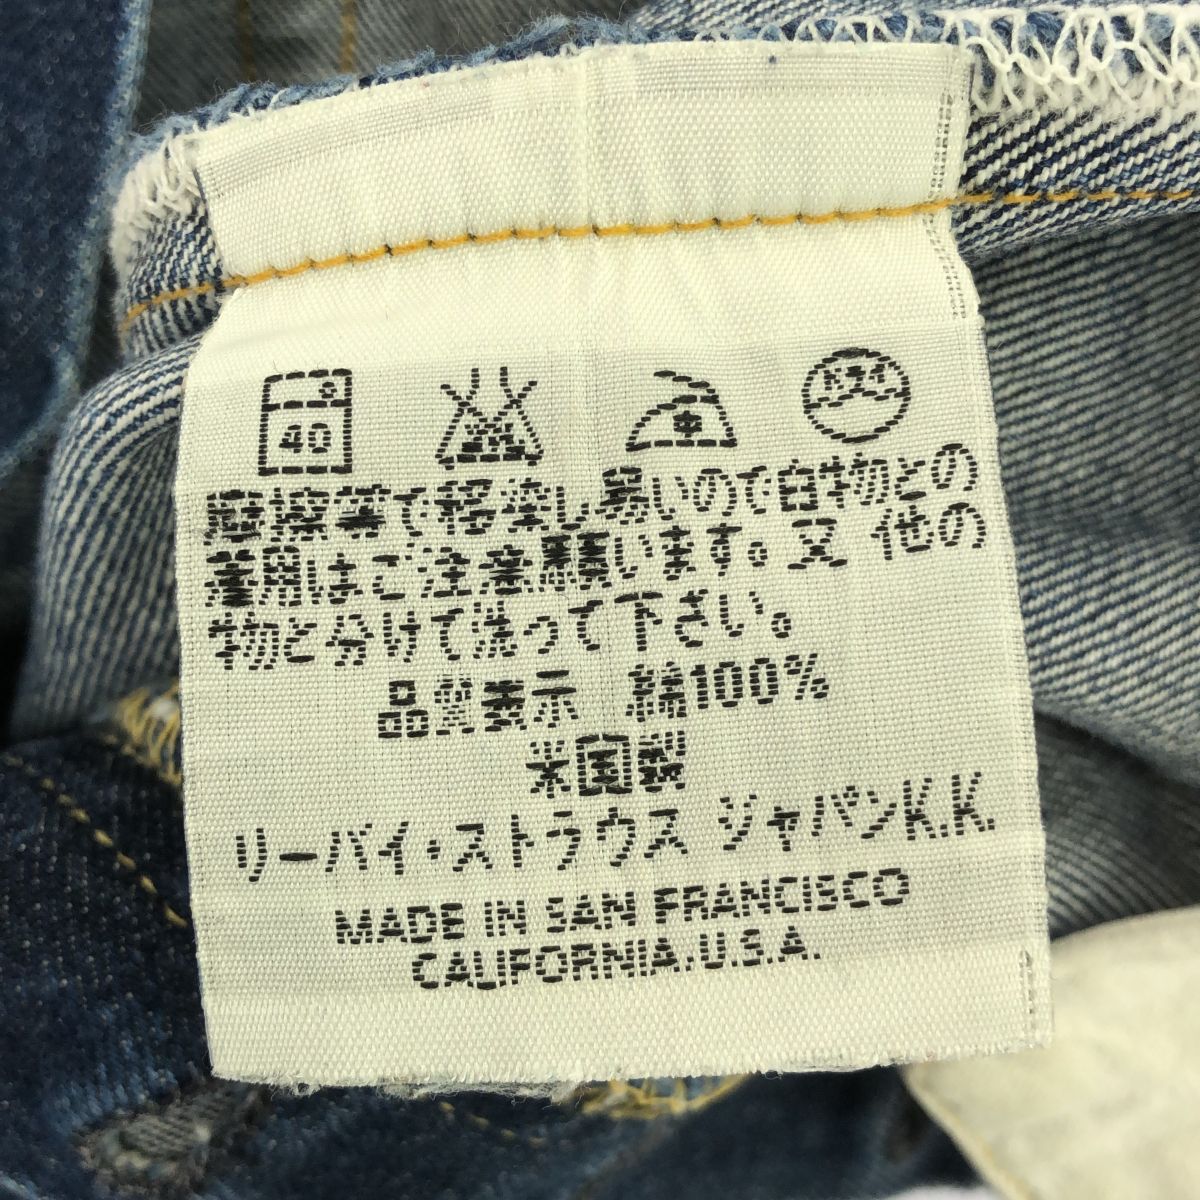 40
摩擦等で移染し易いので白物との
着用はご注意願います。又 他の
物と分けて洗って下さい。
品質表示 綿100%
米国製
リーバイ・ストラウス ジャパンK.K.
MADE IN SAN FRANCISCO
CALIFORNIA.U.S.A.